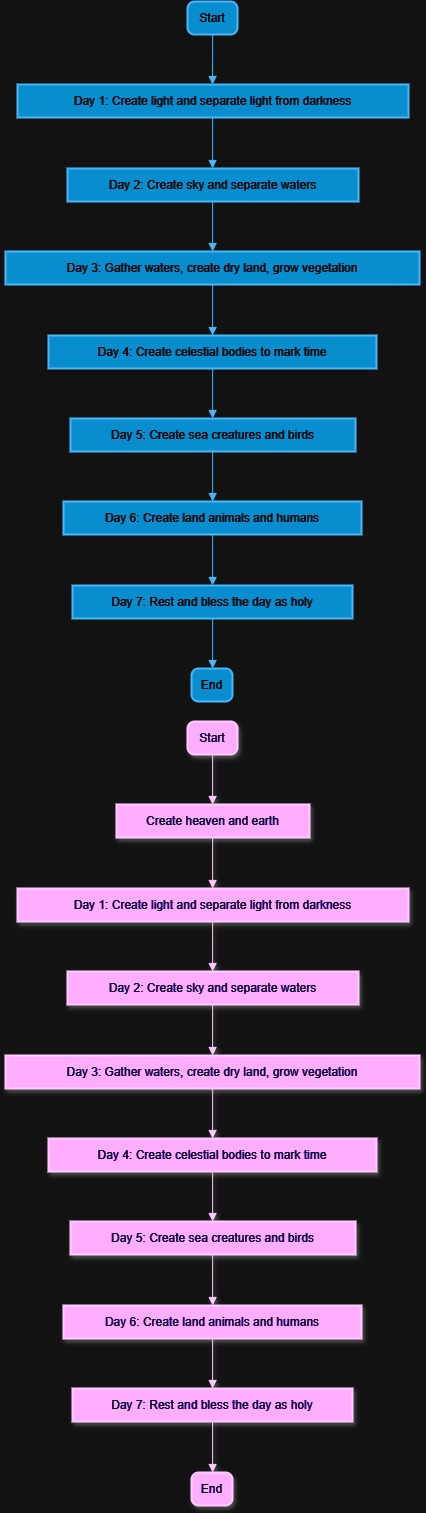 Start
Day 1: Create light and separate light from darkness
Day 2: Create sky and separate waters
Day 3: Gather waters, create dry land, grow vegetation
Day 4: Create celestial bodies to mark time
Day 5: Create sea creatures and birds
Day 6: Create land animals and humans
Day 7: Rest and bless the day as holy
End
Start
Create heaven and earth
Day 1: Create light and separate light from darkness
Day 2: Create sky and separate waters
Day 3: Gather waters, create dry land, grow vegetation
Day 4: Create celestial bodies to mark time
Day 5: Create sea creatures and birds
Day 6: Create land animals and humans
Day 7: Rest and bless the day as holy
End